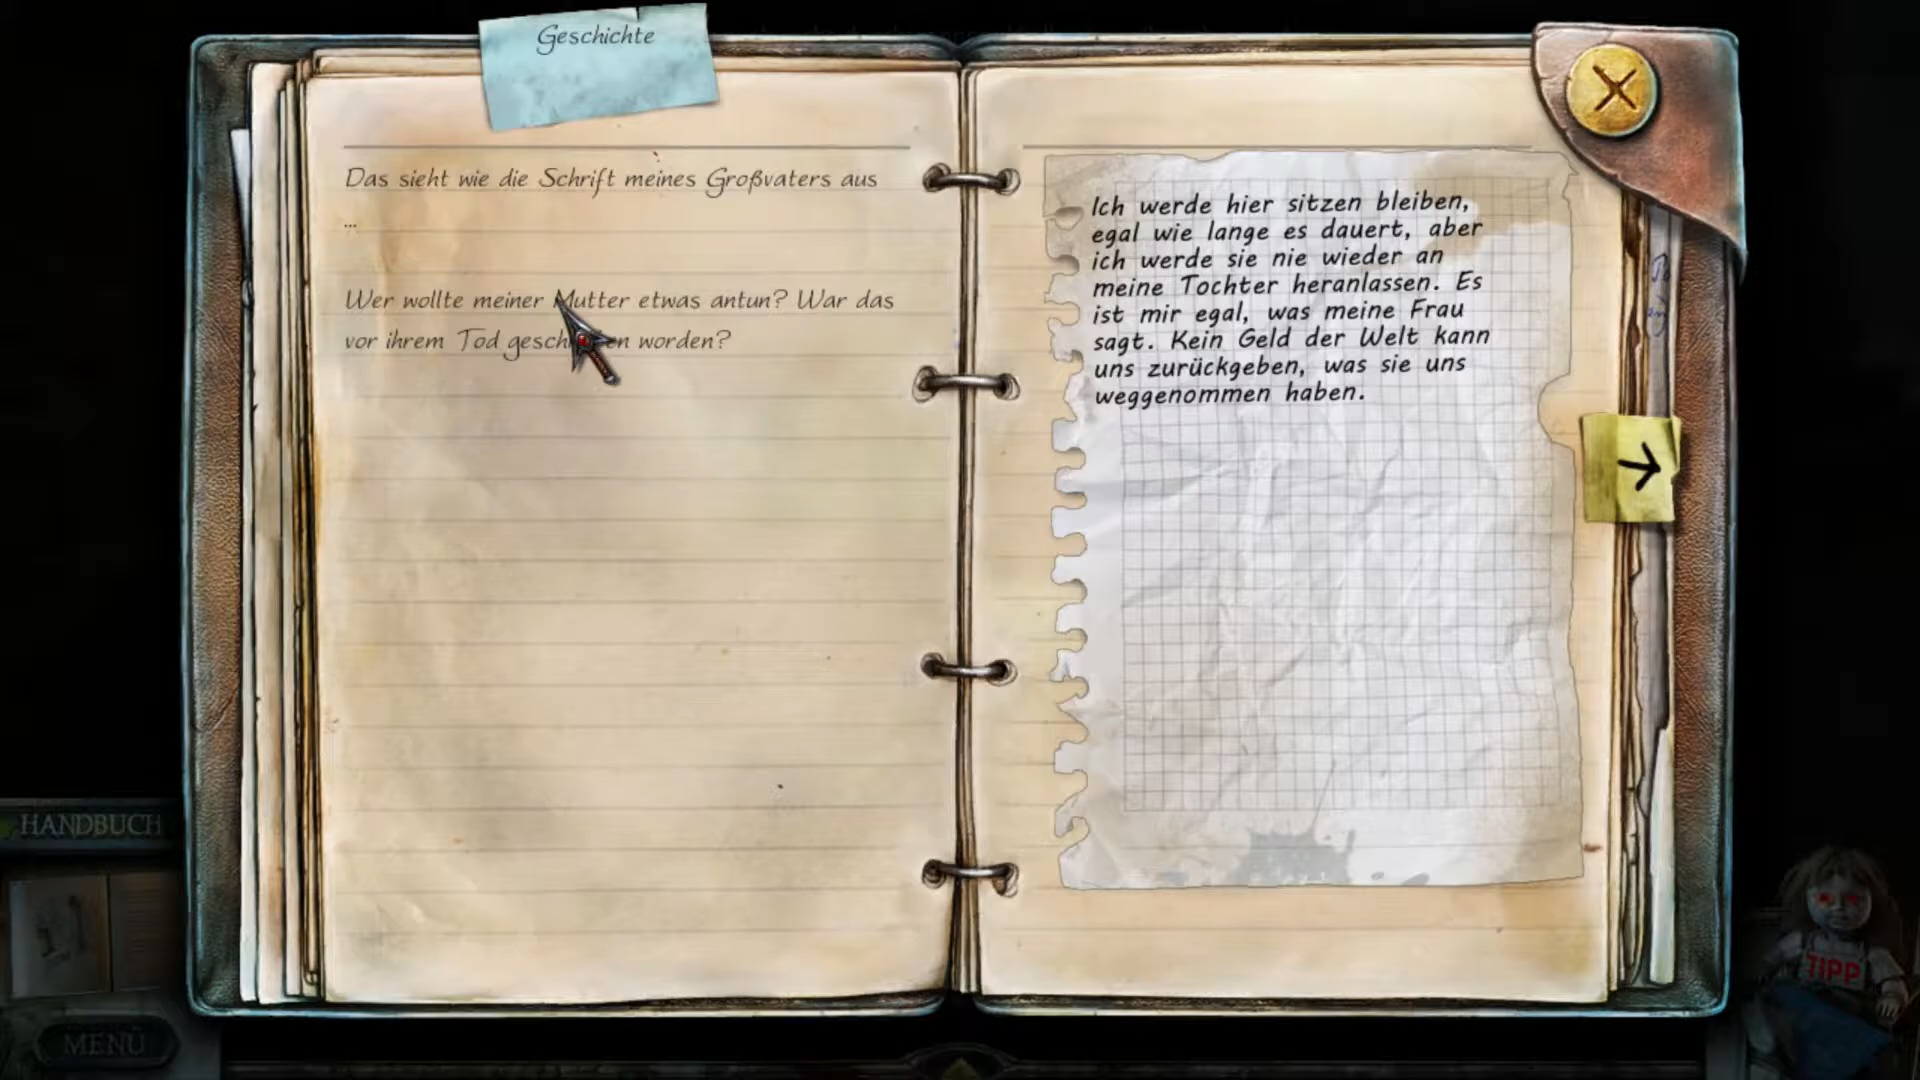 Geschichte
Das sieht wie die Schrift meines Großvaters aus
...
Wer wollte meiner Mutter etwas antun? War das
vor ihrem Tod worden?
Ich werde hier sitzen bleiben,
egal wie lange es dauert, aber
ich werde sie nie wieder an
meine Tochter heranlassen. Es
ist mir egal, was meine Frau
sagt. Kein Geld der Welt kann
uns zurückgeben, was sie uns
weggenommen haben.
HANDBUCH
TIPP
MENÜ